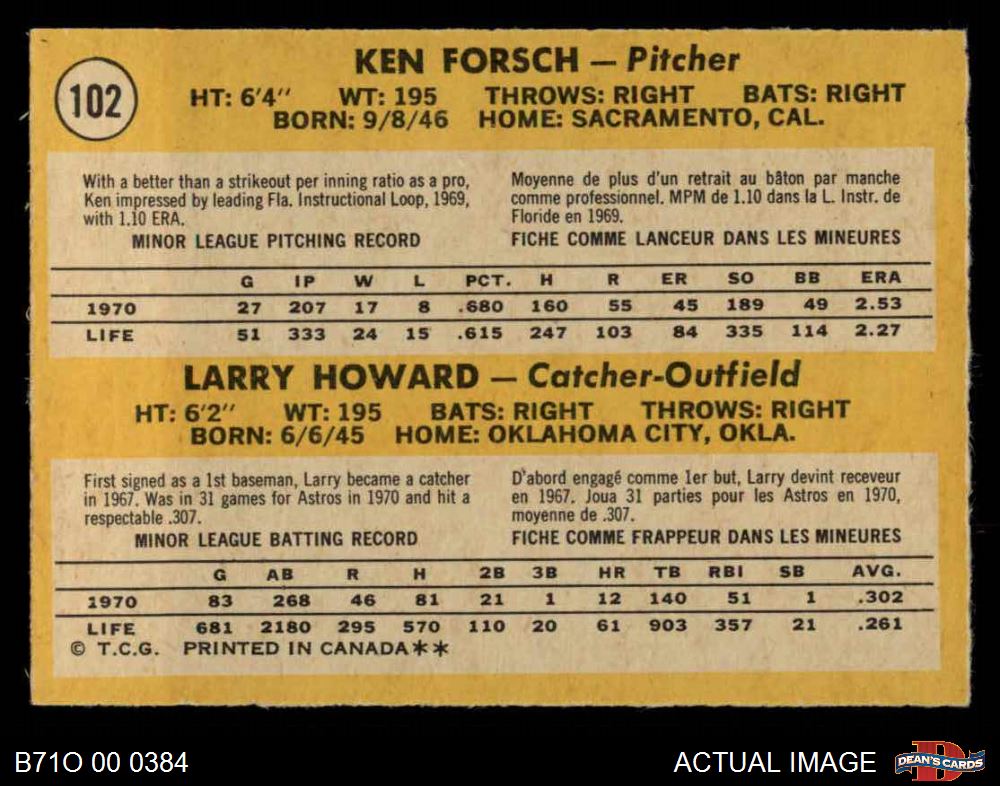 102
KEN FORSCH — Pitcher
HT: 6'4" WT: 195 THROWS: RIGHT BATS: RIGHT
BORN: 9/8/46 HOME: SACRAMENTO, CAL.
With a better than a strikeout per inning ratio as a pro,
Ken impressed by leading Fla. Instructional Loop, 1969,
with 1.10 ERA.
MINOR LEAGUE PITCHING RECORD
Moyenne de plus d'un retrait au bâton par manche
comme professionnel. MPM de 1.10 dans la L. Instr. de
Floride en 1969.
FICHE COMME LANCEUR DANS LES MINEURES
G IP W L PCT. H R ER SO BB ERA
1970 27 207 17 8 .680 160 55 45 189 49 2.53
LIFE 51 333 24 15 .615 247 103 84 335 114 2.27
LARRY HOWARD — Catcher-Outfield
HT: 6'2" WT: 195 BATS: RIGHT THROWS: RIGHT
BORN: 6/6/45 HOME: OKLAHOMA CITY, OKLA.
First signed as a 1st baseman, Larry became a catcher
in 1967. Was in 31 games for Astros in 1970 and hit a
respectable .307.
MINOR LEAGUE BATTING RECORD
D'abord engagé comme 1er but, Larry devint receveur
en 1967. Joua 31 parties pour les Astros en 1970,
moyenne de .307.
FICHE COMME FRAPPEUR DANS LES MINEURES
G AB R H 2B 3B HR TB RBI SB AVG.
1970 83 268 46 81 21 1 12 140 51 1 .302
LIFE 681 2180 295 570 110 20 61 903 357 21 .261
© T.C.G. PRINTED IN CANADA**
B71O 00 0384
ACTUAL IMAGE
DEAN'S CARDS